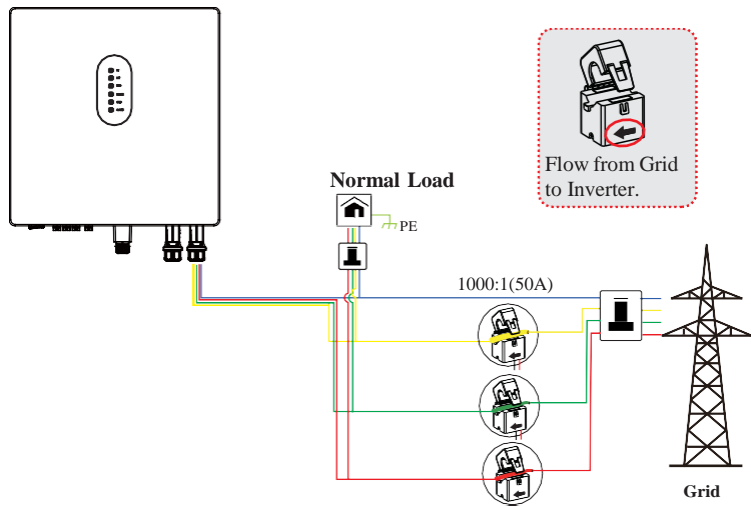 Flow from Grid
to Inverter.
Normal Load
PE
1000:1(50A)
Grid